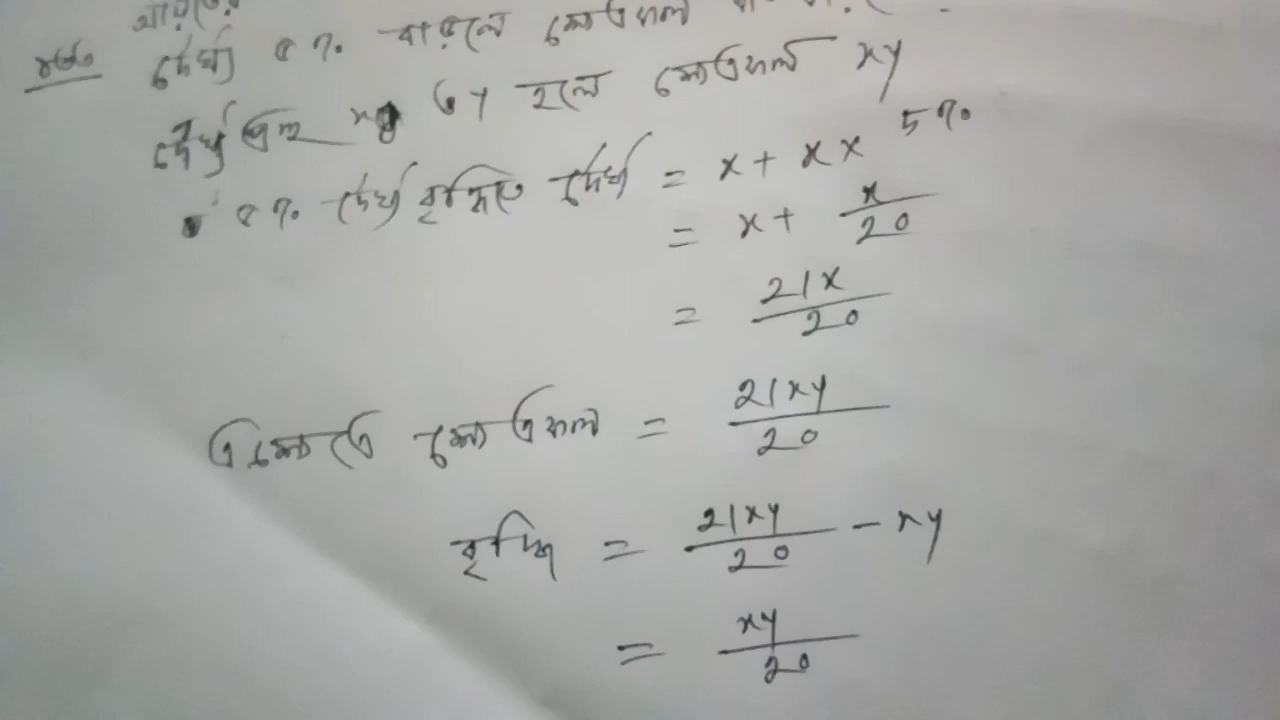 আয়তের
দৈর্ঘ্য ৫% বাড়লে ক্ষেত্রফল
দৈর্ঘ্য প্রস্থ x ও y হলে ক্ষেত্রফল xy
৫% দৈর্ঘ্য বৃদ্ধিতে দৈর্ঘ্য = x + x × 5%
= x + x/20
= 21x/20
এক্ষেত্রে ক্ষেত্রফল = 21xy/20
বৃদ্ধি = 21xy/20 - xy
= xy/20